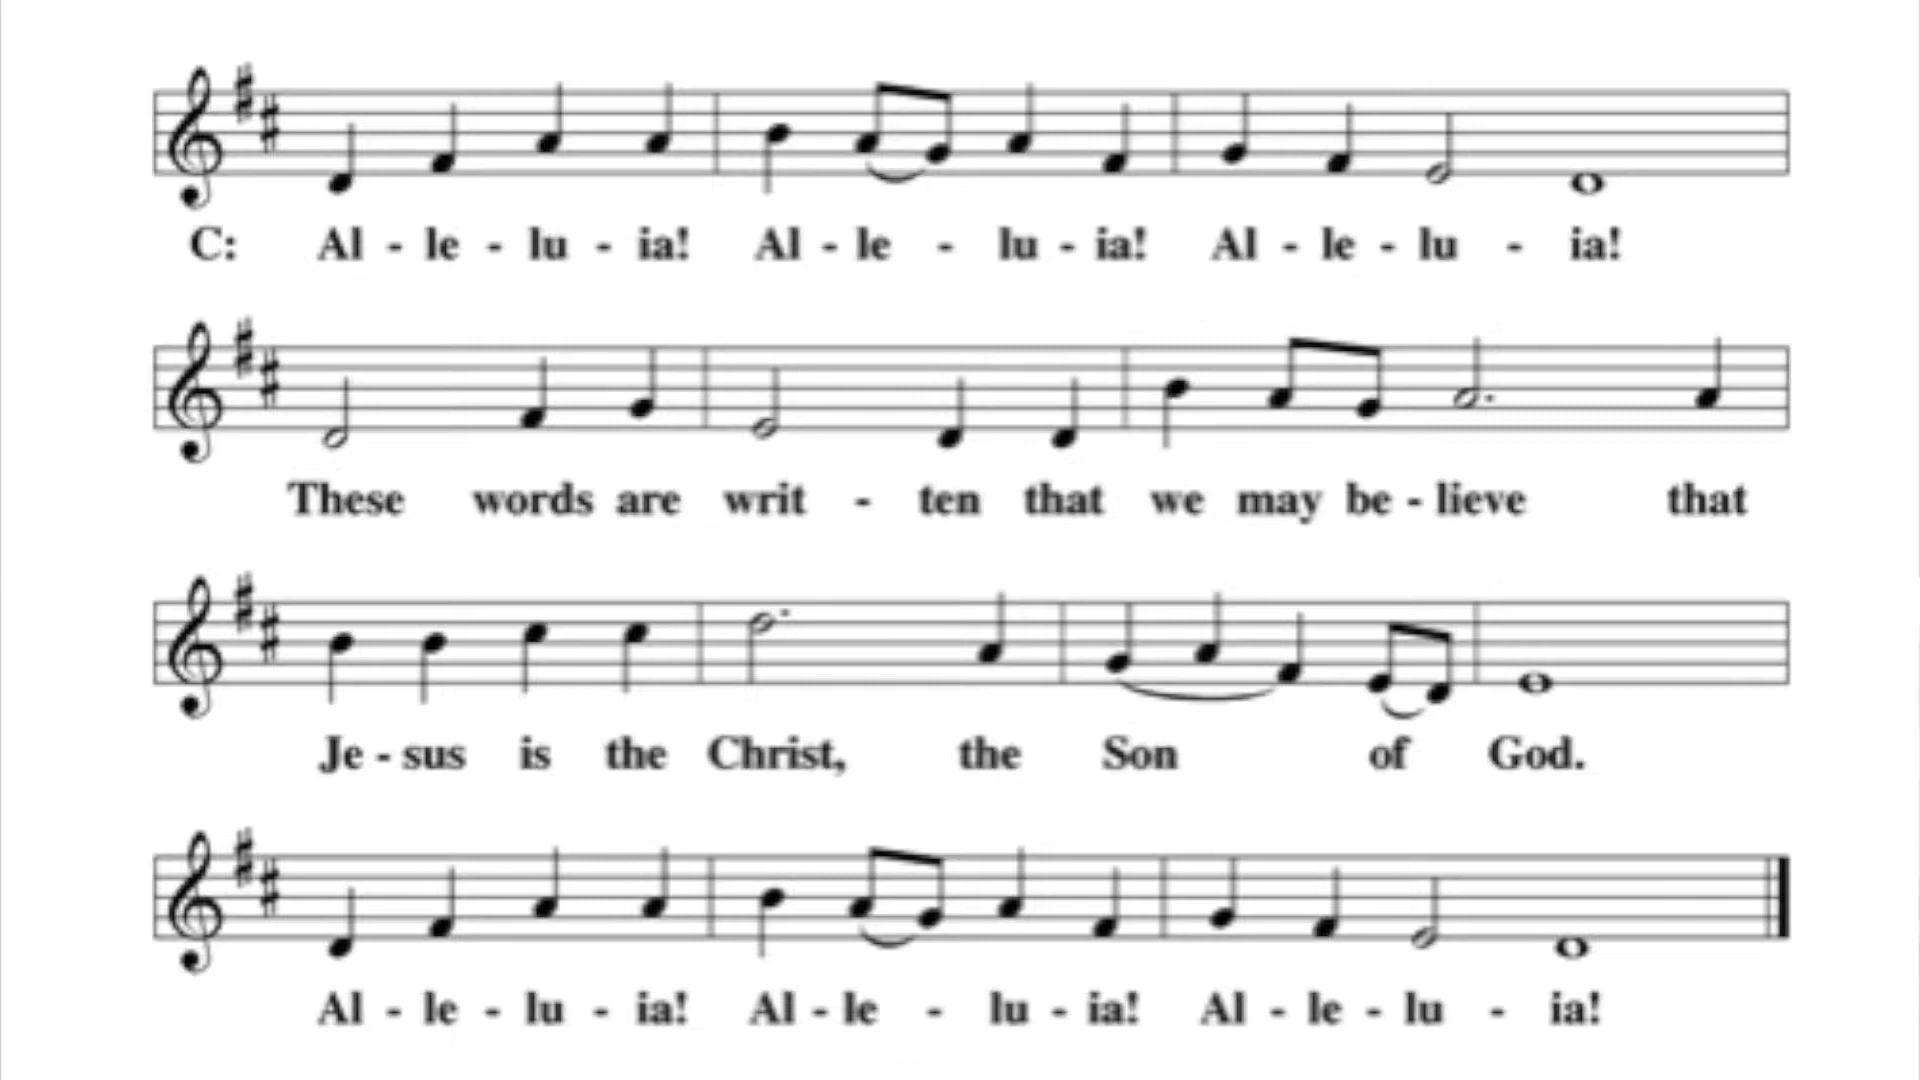 C: Al - le - lu - ia! Al - le - lu - ia! Al - le - lu - ia!
These words are writ - ten that we may be - lieve that
Je - sus is the Christ, the Son of God.
Al - le - lu - ia! Al - le - lu - ia! Al - le - lu - ia!